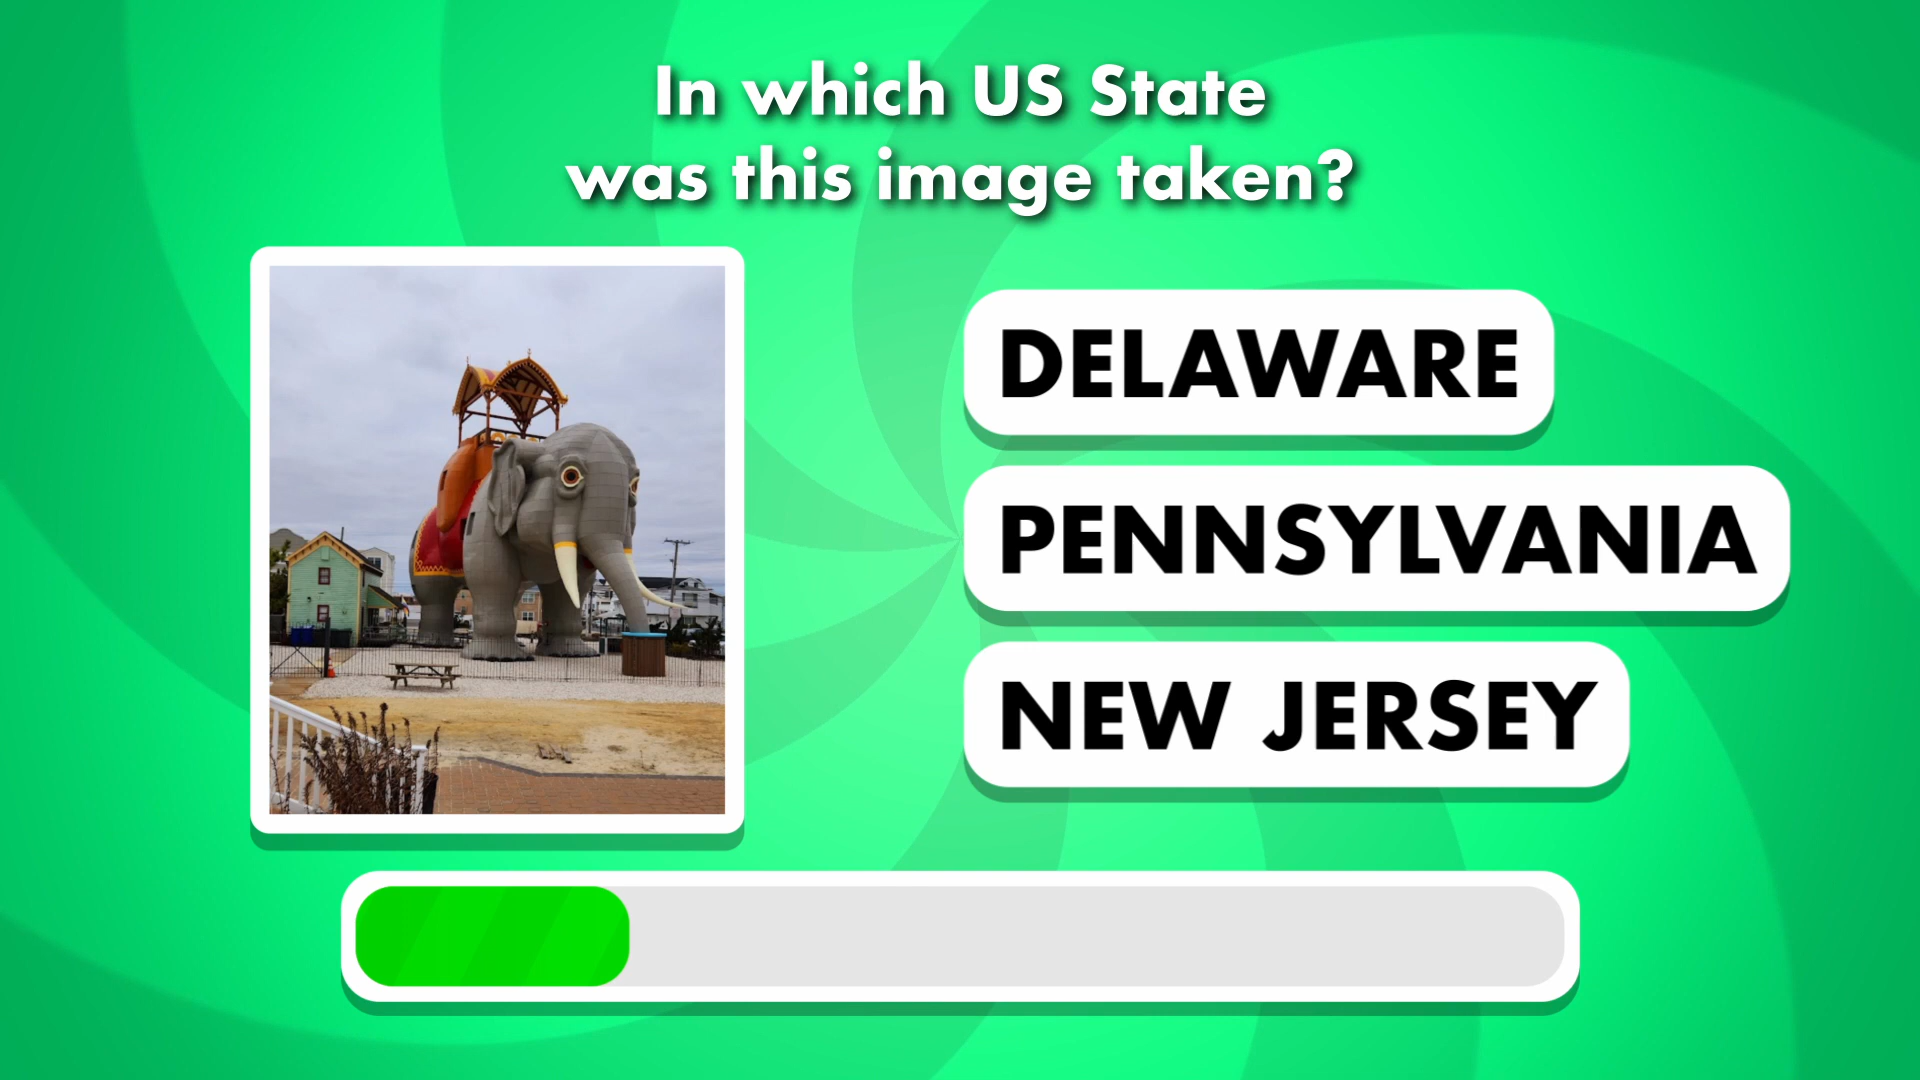 In which US State
was this image taken?
DELAWARE
PENNSYLVANIA
NEW JERSEY